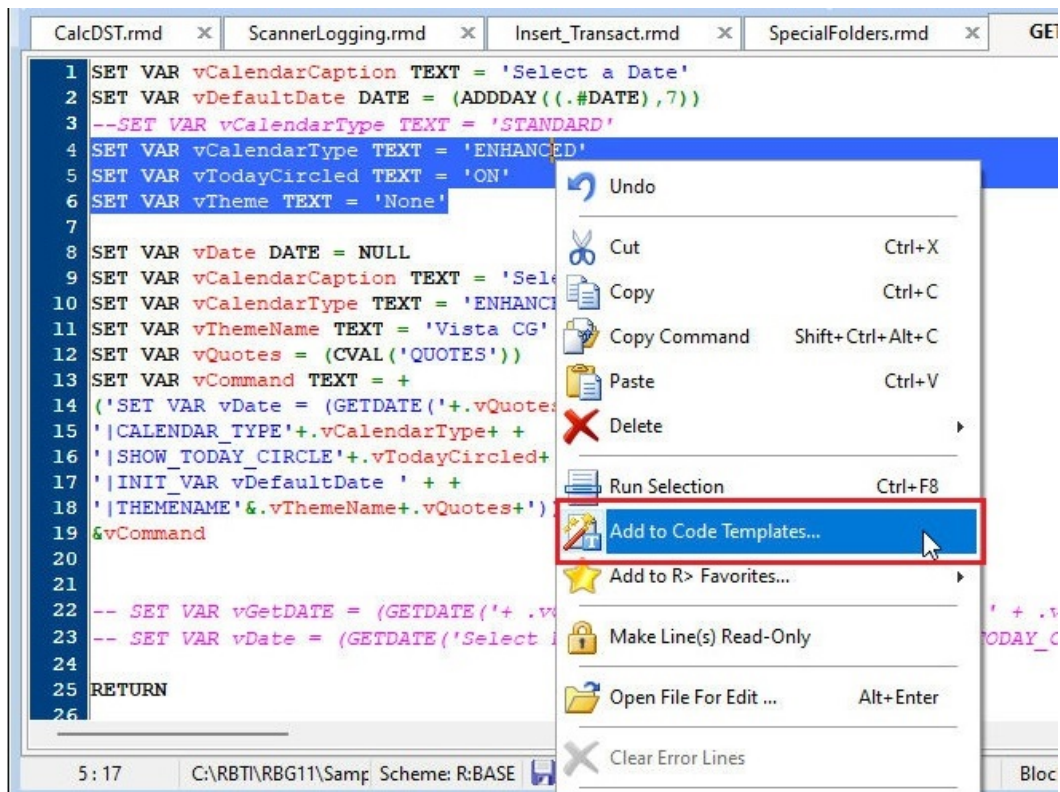 CalcDST.rmd × ScannerLogging.rmd × Insert_Transact.rmd × SpecialFolders.rmd × GET
1 SET VAR vCalendarCaption TEXT = 'Select a Date'
2 SET VAR vDefaultDate DATE = (ADDDAY((.#DATE),7))
3 --SET VAR vCalendarType TEXT = 'STANDARD'
4 SET VAR vCalendarType TEXT = 'ENHANCED'
5 SET VAR vTodayCircled TEXT = 'ON'
6 SET VAR vTheme TEXT = 'None'
7
8 SET VAR vDate DATE = NULL
9 SET VAR vCalendarCaption TEXT = 'Sele
10 SET VAR vCalendarType TEXT = 'ENHANCE
11 SET VAR vThemeName TEXT = 'Vista CG'
12 SET VAR vQuotes = (CVAL('QUOTES'))
13 SET VAR vCommand TEXT = +
14 ('SET VAR vDate = (GETDATE('+.vQuotes
15 '|CALENDAR_TYPE'+.vCalendarType+ +
16 '|SHOW_TODAY_CIRCLE'+.vTodayCircled+
17 '|INIT_VAR vDefaultDate ' + +
18 '|THEMENAME'&.vThemeName+.vQuotes+')
19 &vCommand
20
21
22 -- SET VAR vGetDATE = (GETDATE('+ .v ' + .v
23 -- SET VAR vDate = (GETDATE('Select TODAY_C
24
25 RETURN
26
Undo
Cut Ctrl+X
Copy Ctrl+C
Copy Command Shift+Ctrl+Alt+C
Paste Ctrl+V
Delete
Run Selection Ctrl+F8
Add to Code Templates...
Add to R> Favorites...
Make Line(s) Read-Only
Open File For Edit ... Alt+Enter
Clear Error Lines
5 : 17 C:\RBTI\RBG11\Samp Scheme: R:BASE Bloc